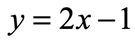 y = 2x − 1